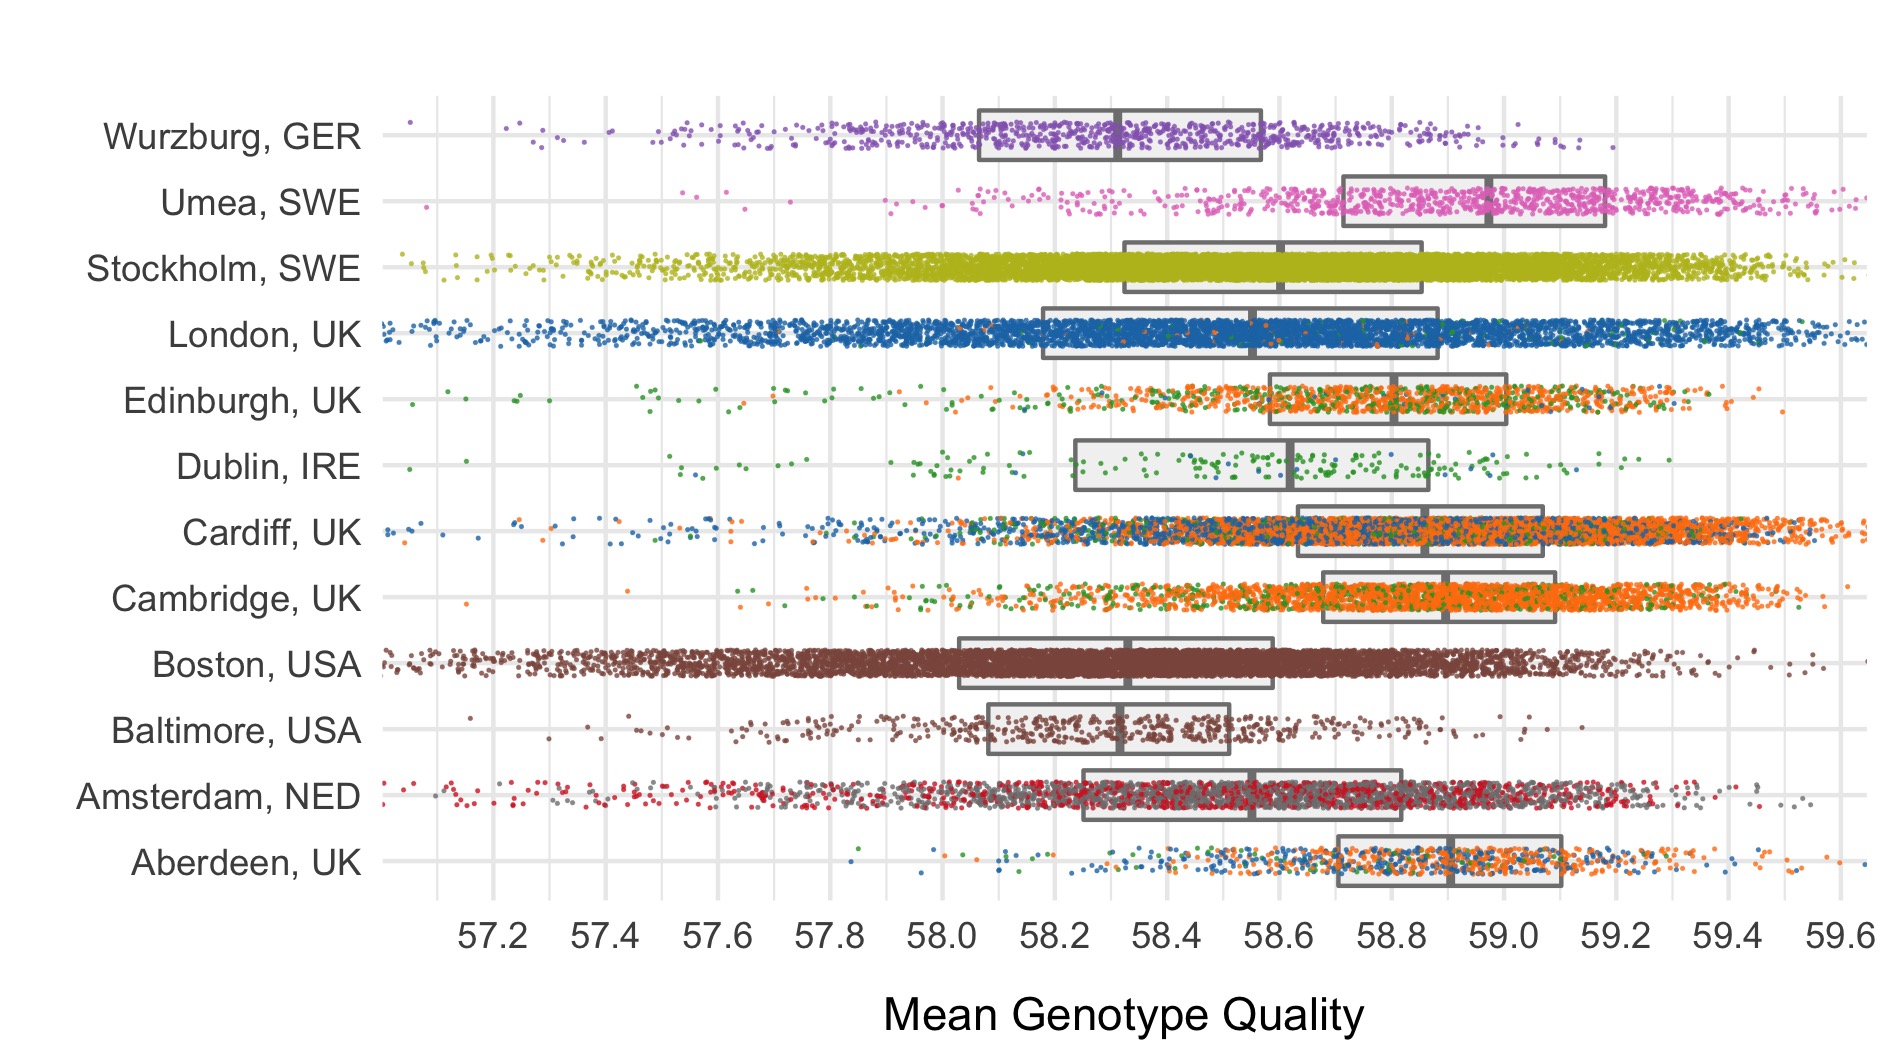 Wurzburg, GER
Umea, SWE
Stockholm, SWE
London, UK
Edinburgh, UK
Dublin, IRE
Cardiff, UK
Cambridge, UK
Boston, USA
Baltimore, USA
Amsterdam, NED
Aberdeen, UK
57.2 57.4 57.6 57.8 58.0 58.2 58.4 58.6 58.8 59.0 59.2 59.4 59.6
Mean Genotype Quality